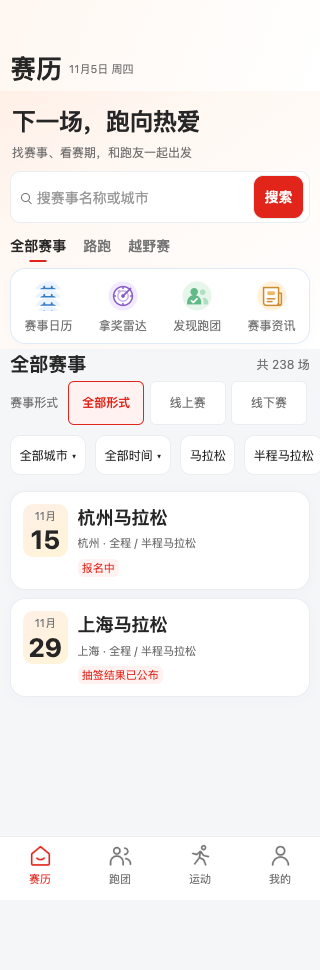 赛历 11月5日 周四
下一场，跑向热爱
找赛事、看赛期，和跑友一起出发
搜赛事名称或城市 搜索
全部赛事 路跑 越野赛
赛事日历 拿奖雷达 发现跑团 赛事资讯
全部赛事 共 238 场
赛事形式 全部形式 线上赛 线下赛
全部城市 ▾ 全部时间 ▾ 马拉松 半程马拉松
11月
15
杭州马拉松
杭州 · 全程 / 半程马拉松
报名中
11月
29
上海马拉松
上海 · 全程 / 半程马拉松
抽签结果已公布
赛历 跑团 运动 我的